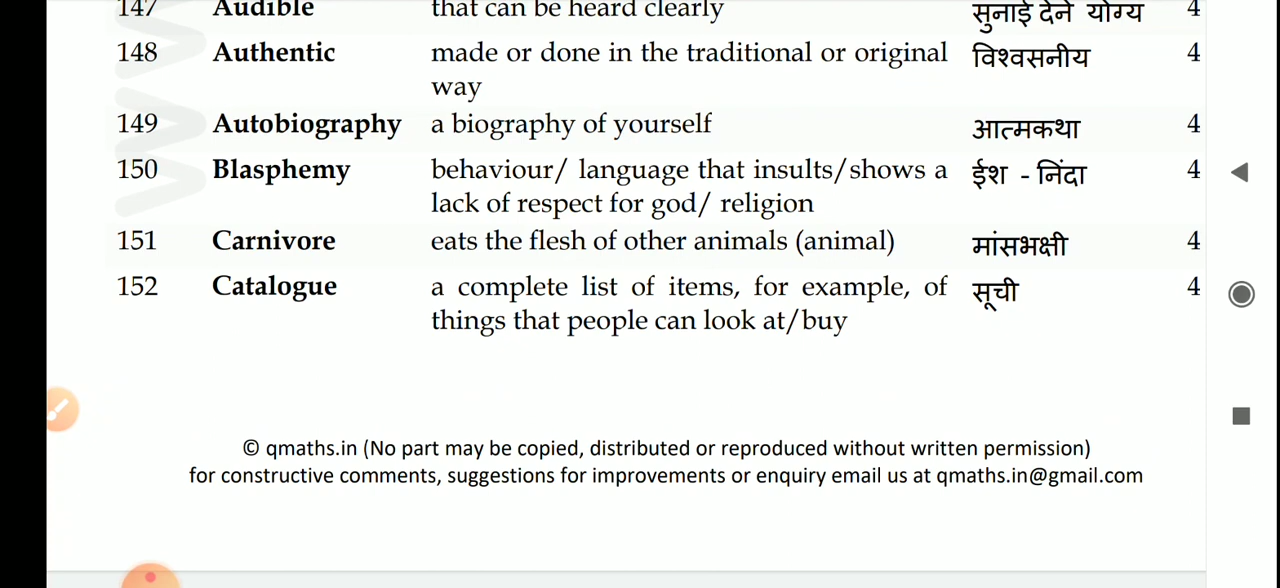 147 Audible that can be heard clearly सुनाई देने योग्य 4
148 Authentic made or done in the traditional or original विश्वसनीय 4
way
149 Autobiography a biography of yourself आत्मकथा 4
150 Blasphemy behaviour/ language that insults/shows a ईश - निंदा 4
lack of respect for god/ religion
151 Carnivore eats the flesh of other animals (animal) मांसभक्षी 4
152 Catalogue a complete list of items, for example, of सूची 4
things that people can look at/buy
© qmaths.in (No part may be copied, distributed or reproduced without written permission)
for constructive comments, suggestions for improvements or enquiry email us at qmaths.in@gmail.com